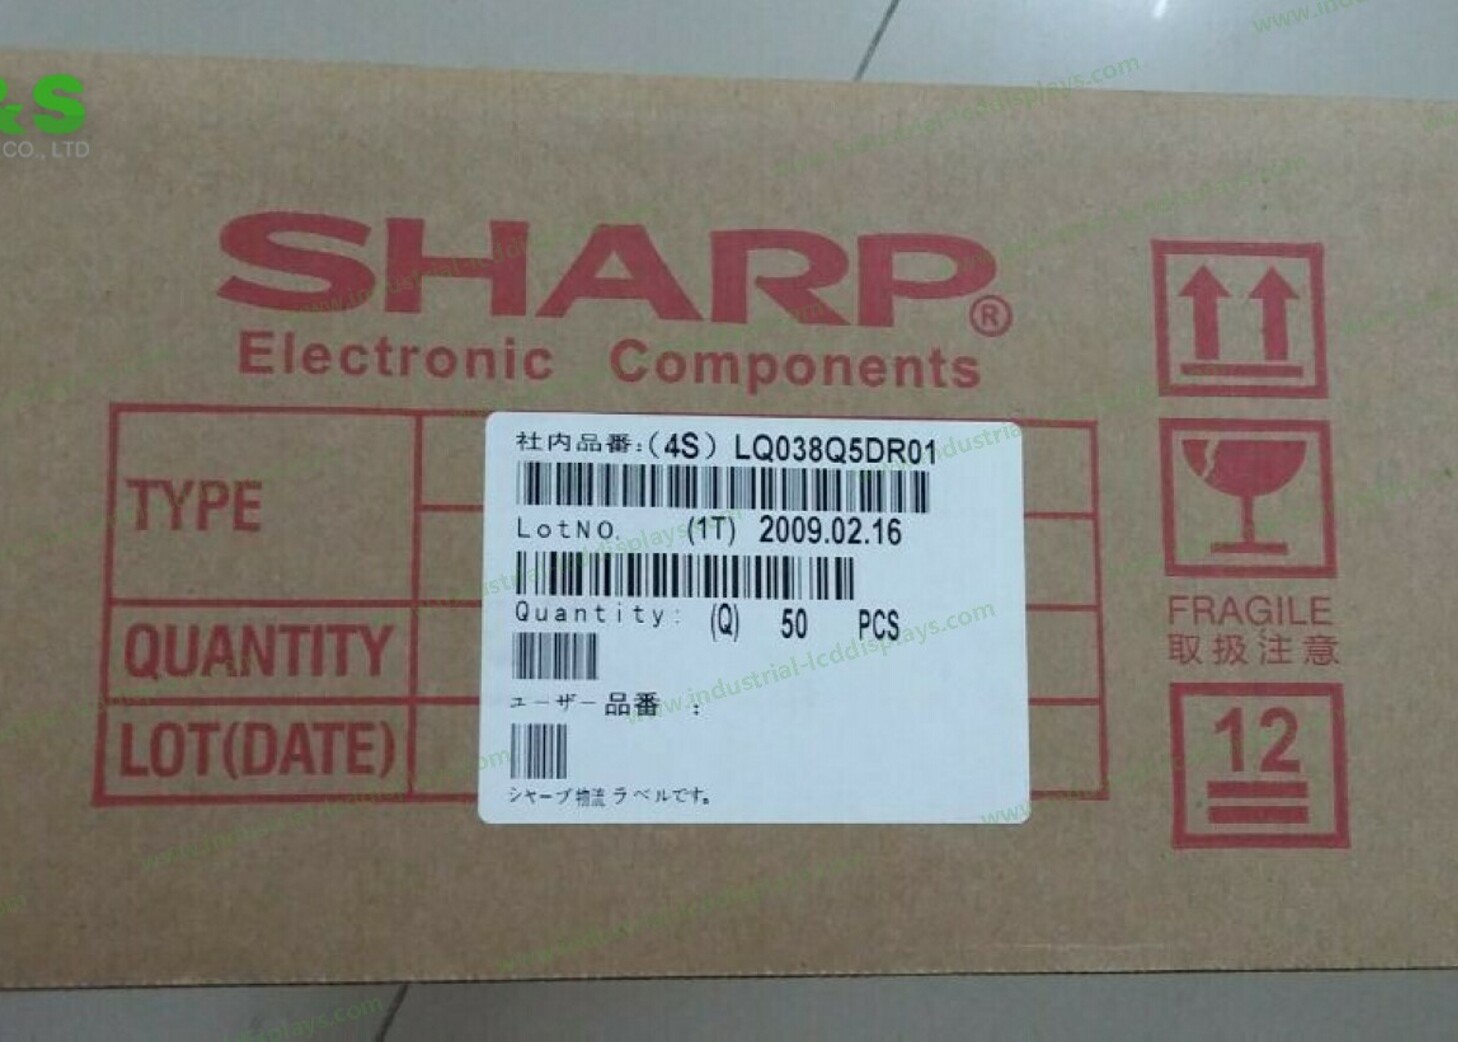 &S
CO., LTD
SHARP®
Electronic Components
TYPE
QUANTITY
LOT(DATE)
社内品番:(4S) LQ038Q5DR01
LotNO. (1T) 2009.02.16
Quantity: (Q) 50 PCS
ユーザー品番 :
シャープ物流ラベルです。
FRAGILE
取扱注意
12
www.industrial-lcddisplays.com